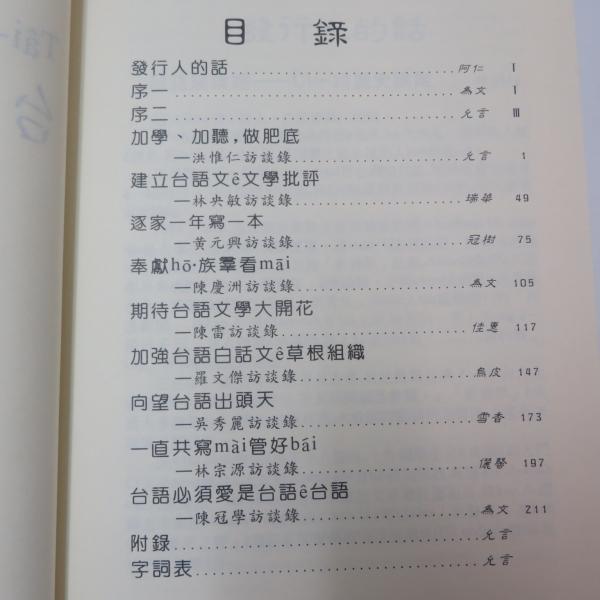 目 錄
發行人的話 阿仁 I
序一 為文 I
序二 允言 III
加學、加聽,做肥底
—洪惟仁訪談錄 允言 1
建立台語文ê文學批評
—林央敏訪談錄 瑞華 49
逐家一年寫一本
—黃元興訪談錄 冠樹 75
奉獻hō·族羣看māi
—陳慶洲訪談錄 為文 105
期待台語文學大開花
—陳雷訪談錄 佳惠 117
加強台語白話文ê草根組織
—羅文傑訪談錄 鳥皮 147
向望台語出頭天
—吳秀麗訪談錄 雪香 173
一直共寫māi管好bái
—林宗源訪談錄 儷馨 197
台語必須愛是台語ê台語
—陳冠學訪談錄 為文 211
附錄 允言
字詞表 允言
Tâi-
台